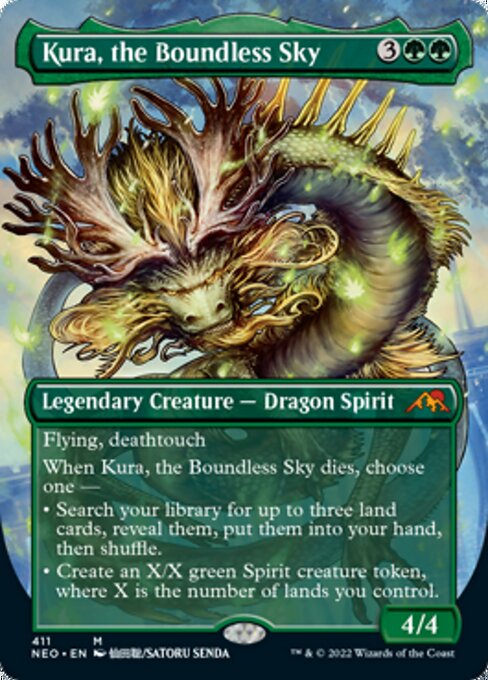 Kura, the Boundless Sky 3
Legendary Creature — Dragon Spirit
Flying, deathtouch
When Kura, the Boundless Sky dies, choose
one —
• Search your library for up to three land
cards, reveal them, put them into your hand,
then shuffle.
• Create an X/X green Spirit creature token,
where X is the number of lands you control.
4/4
411 M
NEO • EN 仙田聡/SATORU SENDA
™ & © 2022 Wizards of the Coast